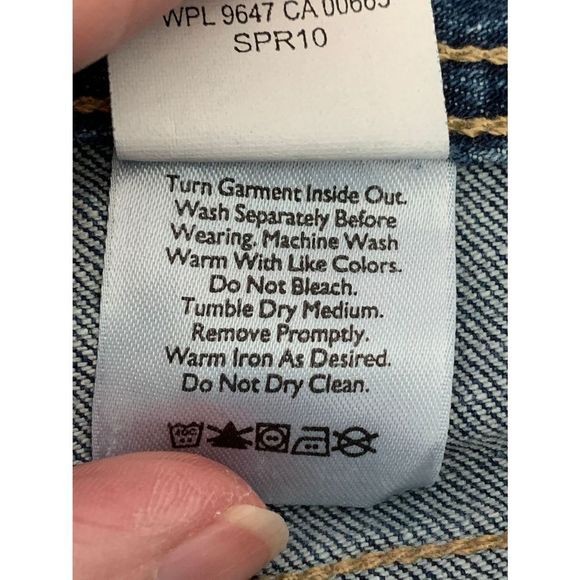 WPL 9647 CA 00665
SPR10
Turn Garment Inside Out.
Wash Separately Before
Wearing. Machine Wash
Warm With Like Colors.
Do Not Bleach.
Tumble Dry Medium.
Remove Promptly.
Warm Iron As Desired.
Do Not Dry Clean.